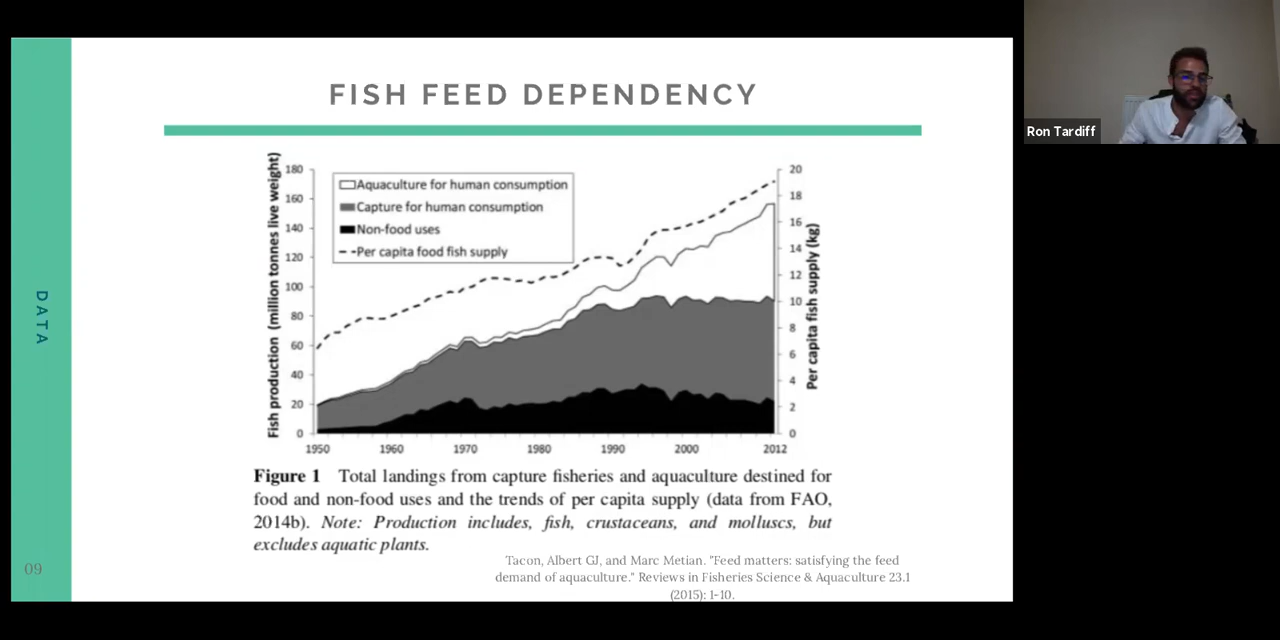 FISH FEED DEPENDENCY
Fish production (million tonnes live weight)
180
160
140
120
100
80
60
40
20
0
Aquaculture for human consumption
Capture for human consumption
Non-food uses
Per capita food fish supply
20
18
16
14
12
10
8
6
4
2
0
Per capita fish supply (kg)
1950 1960 1970 1980 1990 2000 2012
Figure 1 Total landings from capture fisheries and aquaculture destined for
food and non-food uses and the trends of per capita supply (data from FAO,
2014b). Note: Production includes, fish, crustaceans, and molluscs, but
excludes aquatic plants.
Tacon, Albert GJ, and Marc Metian. "Feed matters: satisfying the feed
demand of aquaculture." Reviews in Fisheries Science & Aquaculture 23.1
(2015): 1-10.
DATA
09
Ron Tardiff